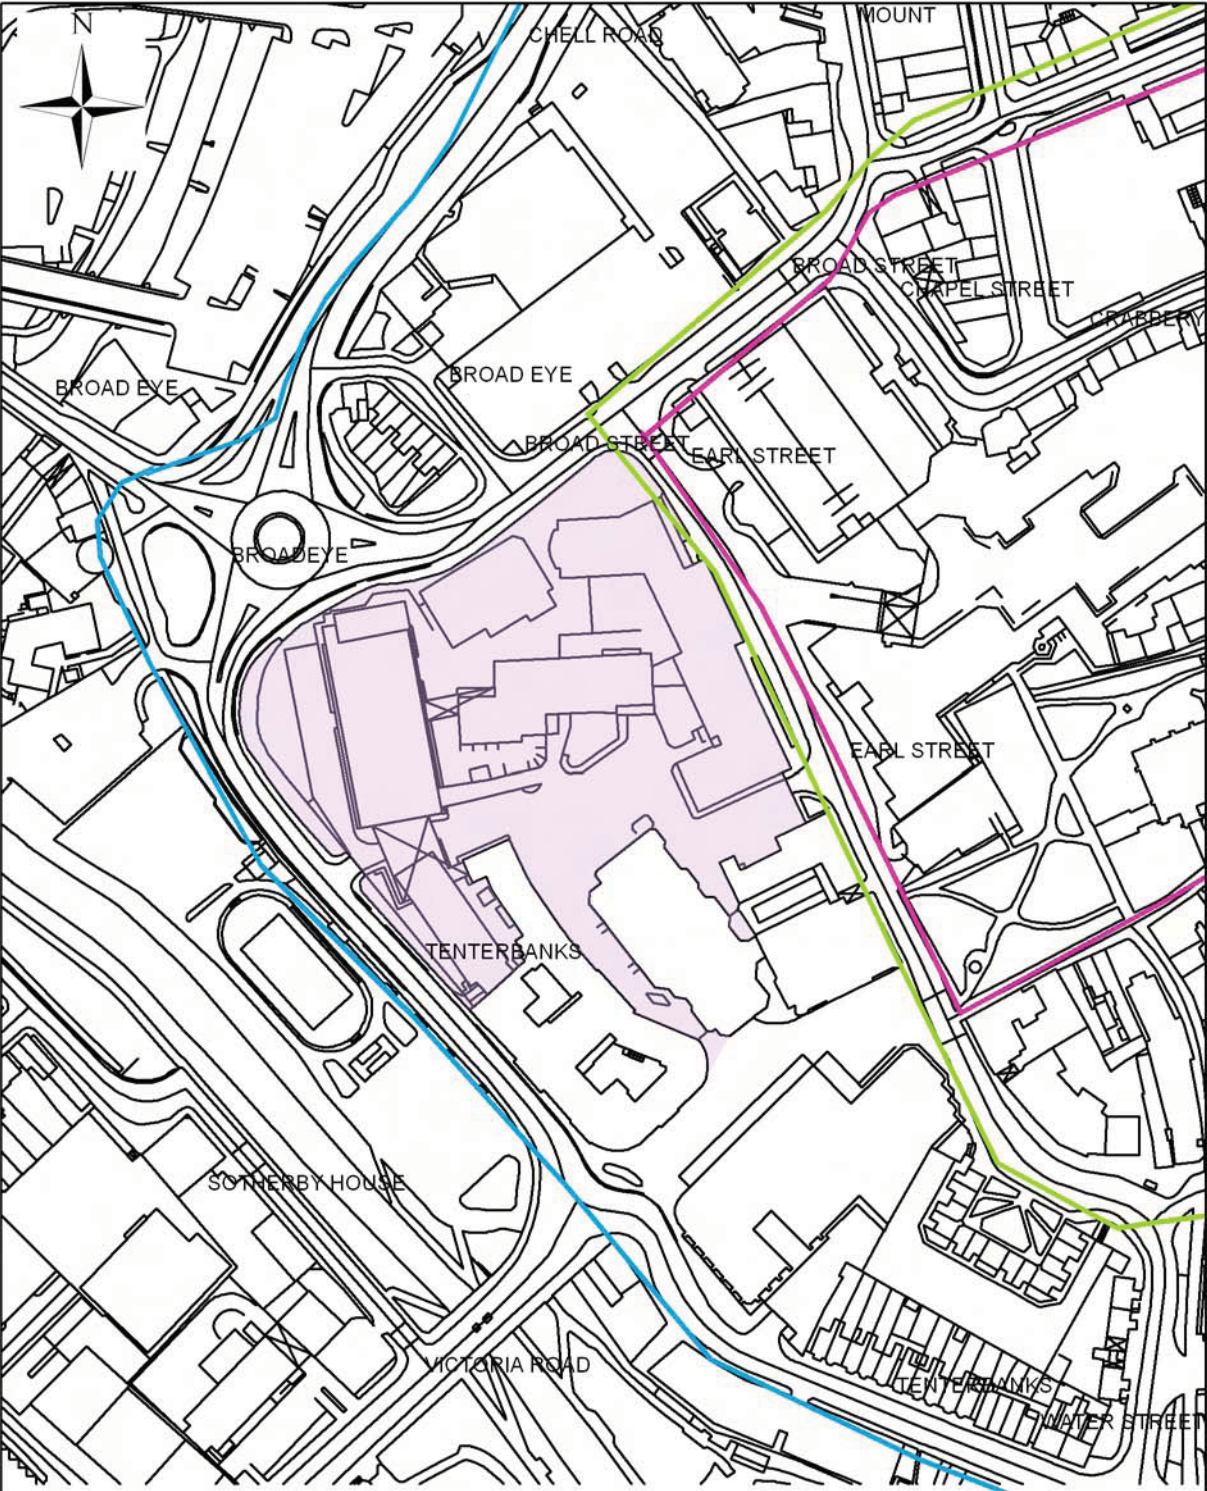 MOUNT
N
CHELL ROAD
BROAD STREET
CHAPEL STREET
CRABBERY
BROAD EYE
BROAD EYE
BROAD STREET
EARL STREET
BROADEYE
EARL STREET
TENTERBANKS
SOTHERBY HOUSE
VICTORIA ROAD
TENTERBANKS
WATER STREET